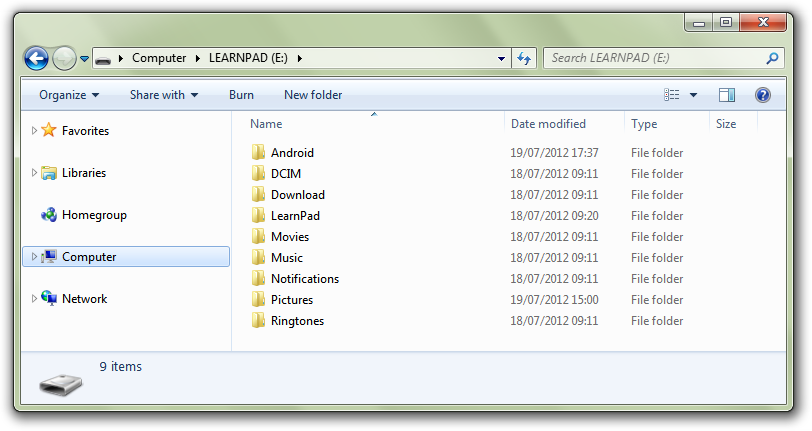 Computer LEARNPAD (E:) Search LEARNPAD (E:)
Organize Share with Burn New folder
Name Date modified Type Size
Favorites
Libraries
Homegroup
Computer
Network
Android 19/07/2012 17:37 File folder
DCIM 18/07/2012 09:11 File folder
Download 18/07/2012 09:11 File folder
LearnPad 18/07/2012 09:20 File folder
Movies 18/07/2012 09:11 File folder
Music 18/07/2012 09:11 File folder
Notifications 18/07/2012 09:11 File folder
Pictures 19/07/2012 15:00 File folder
Ringtones 18/07/2012 09:11 File folder
9 items